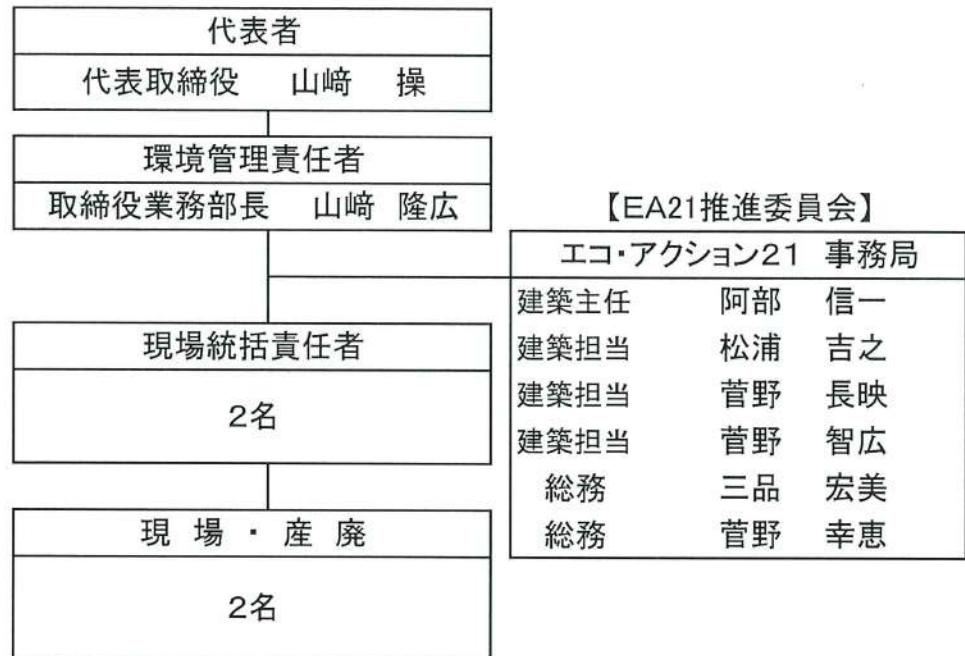 代表者
代表取締役 山﨑 操
環境管理責任者
取締役業務部長 山﨑 隆広
【EA21推進委員会】
エコ・アクション21 事務局
建築主任 阿部 信一
建築担当 松浦 吉之
建築担当 菅野 長映
建築担当 菅野 智広
総務 三品 宏美
総務 菅野 幸恵
現場統括責任者
2名
現場・産廃
2名